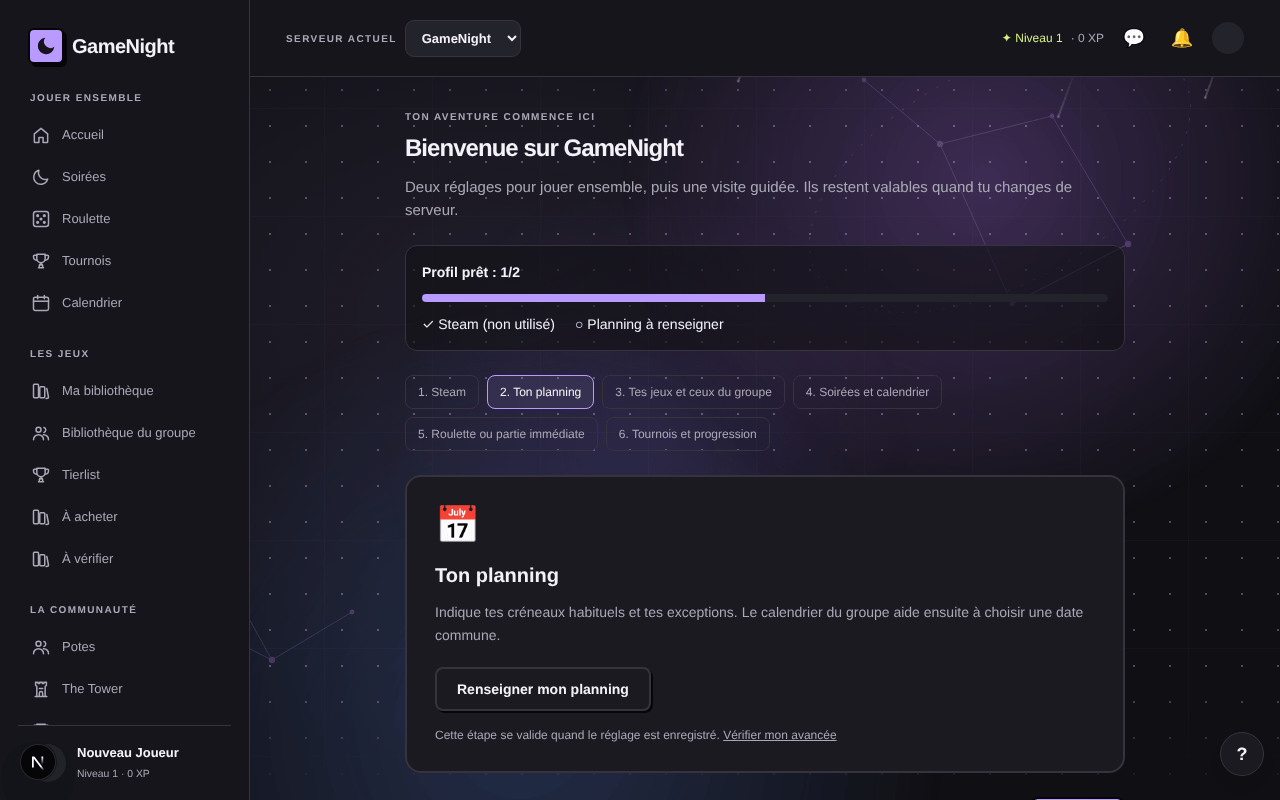 GameNight
SERVEUR ACTUEL
GameNight
✦ Niveau 1 · 0 XP
JOUER ENSEMBLE
Accueil
Soirées
Roulette
Tournois
Calendrier
LES JEUX
Ma bibliothèque
Bibliothèque du groupe
Tierlist
À acheter
À vérifier
LA COMMUNAUTÉ
Potes
The Tower
N
Nouveau Joueur
Niveau 1 · 0 XP
TON AVENTURE COMMENCE ICI
Bienvenue sur GameNight
Deux réglages pour jouer ensemble, puis une visite guidée. Ils restent valables quand tu changes de
serveur.
Profil prêt : 1/2
✓ Steam (non utilisé) ○ Planning à renseigner
1. Steam
2. Ton planning
3. Tes jeux et ceux du groupe
4. Soirées et calendrier
5. Roulette ou partie immédiate
6. Tournois et progression
July
17
Ton planning
Indique tes créneaux habituels et tes exceptions. Le calendrier du groupe aide ensuite à choisir une date
commune.
Renseigner mon planning
Cette étape se valide quand le réglage est enregistré. Vérifier mon avancée
?